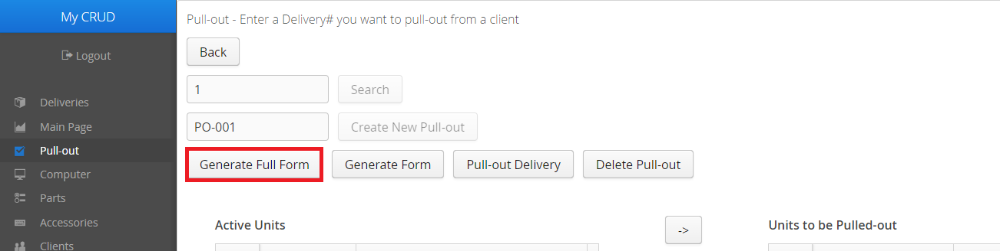 My CRUD
Logout
Deliveries
Main Page
Pull-out
Computer
Parts
Accessories
Clients
Pull-out - Enter a Delivery# you want to pull-out from a client
Back
1 Search
PO-001 Create New Pull-out
Generate Full Form Generate Form Pull-out Delivery Delete Pull-out
Active Units -> Units to be Pulled-out